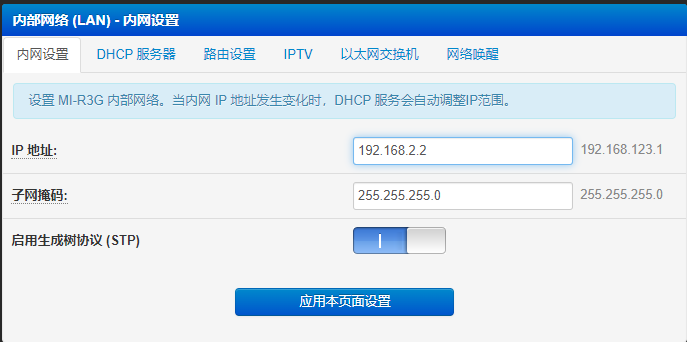 内部网络 (LAN) - 内网设置
内网设置 DHCP 服务器 路由设置 IPTV 以太网交换机 网络唤醒
设置 MI-R3G 内部网络。当内网 IP 地址发生变化时，DHCP 服务会自动调整IP范围。
IP 地址: 192.168.2.2 192.168.123.1
子网掩码: 255.255.255.0 255.255.255.0
启用生成树协议 (STP)
应用本页面设置